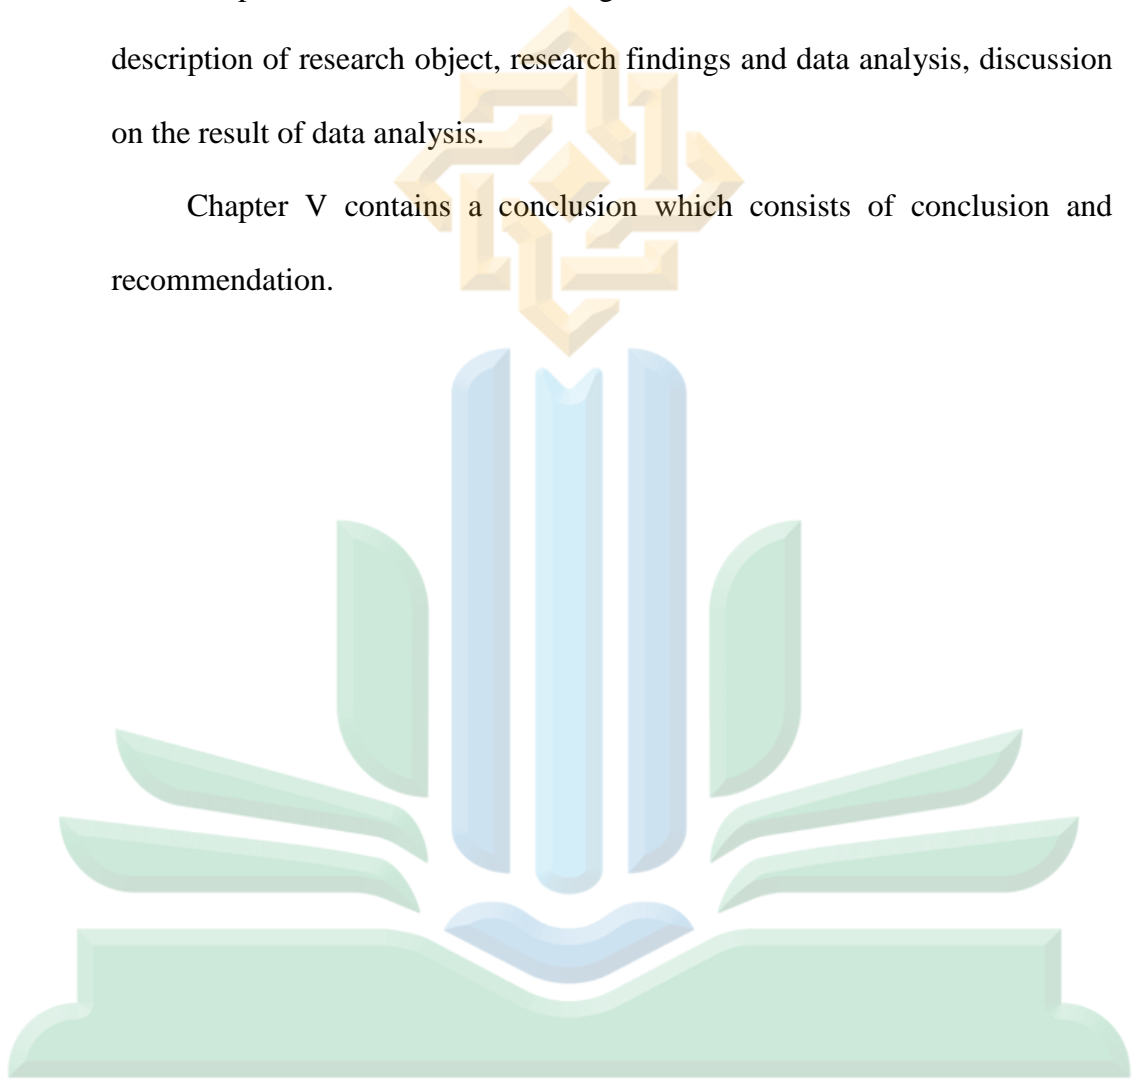 description of research object, research findings and data analysis, discussion
on the result of data analysis.
Chapter V contains a conclusion which consists of conclusion and
recommendation.